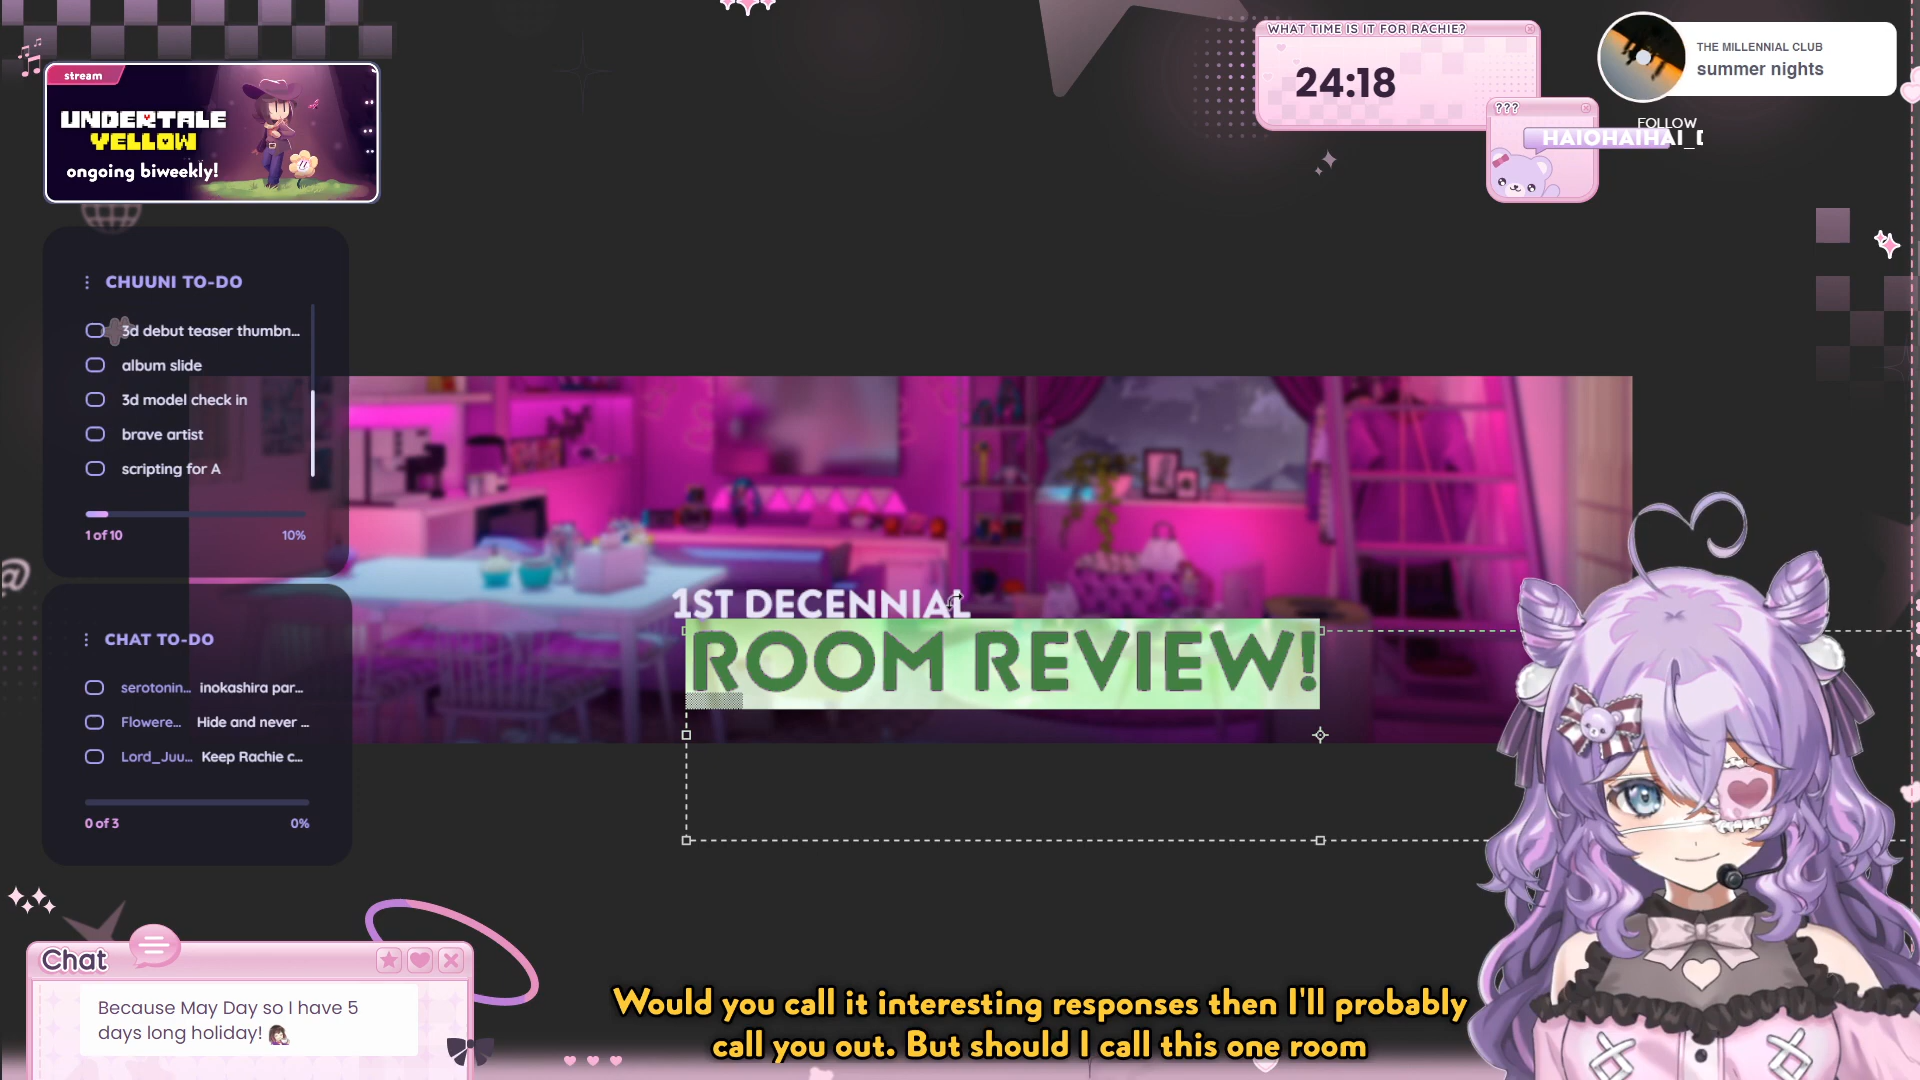 stream
UNDERTALE
YELLOW
ongoing biweekly!
WHAT TIME IS IT FOR RACHIE?
24:18
THE MILLENNIAL CLUB
summer nights
???
FOLLOW
HAIOHAIHAI_
CHUUNI TO-DO
3d debut teaser thumbn...
album slide
3d model check in
brave artist
scripting for A
1 of 10
10%
1ST DECENNIAL
ROOM REVIEW!
@
CHAT TO-DO
serotonin... inokashira par...
Flowere... Hide and never ...
Lord_Juu... Keep Rachie c...
0 of 3
0%
Chat
Because May Day so I have 5
days long holiday!
Would you call it interesting responses then I'll probably
call you out. But should I call this one room